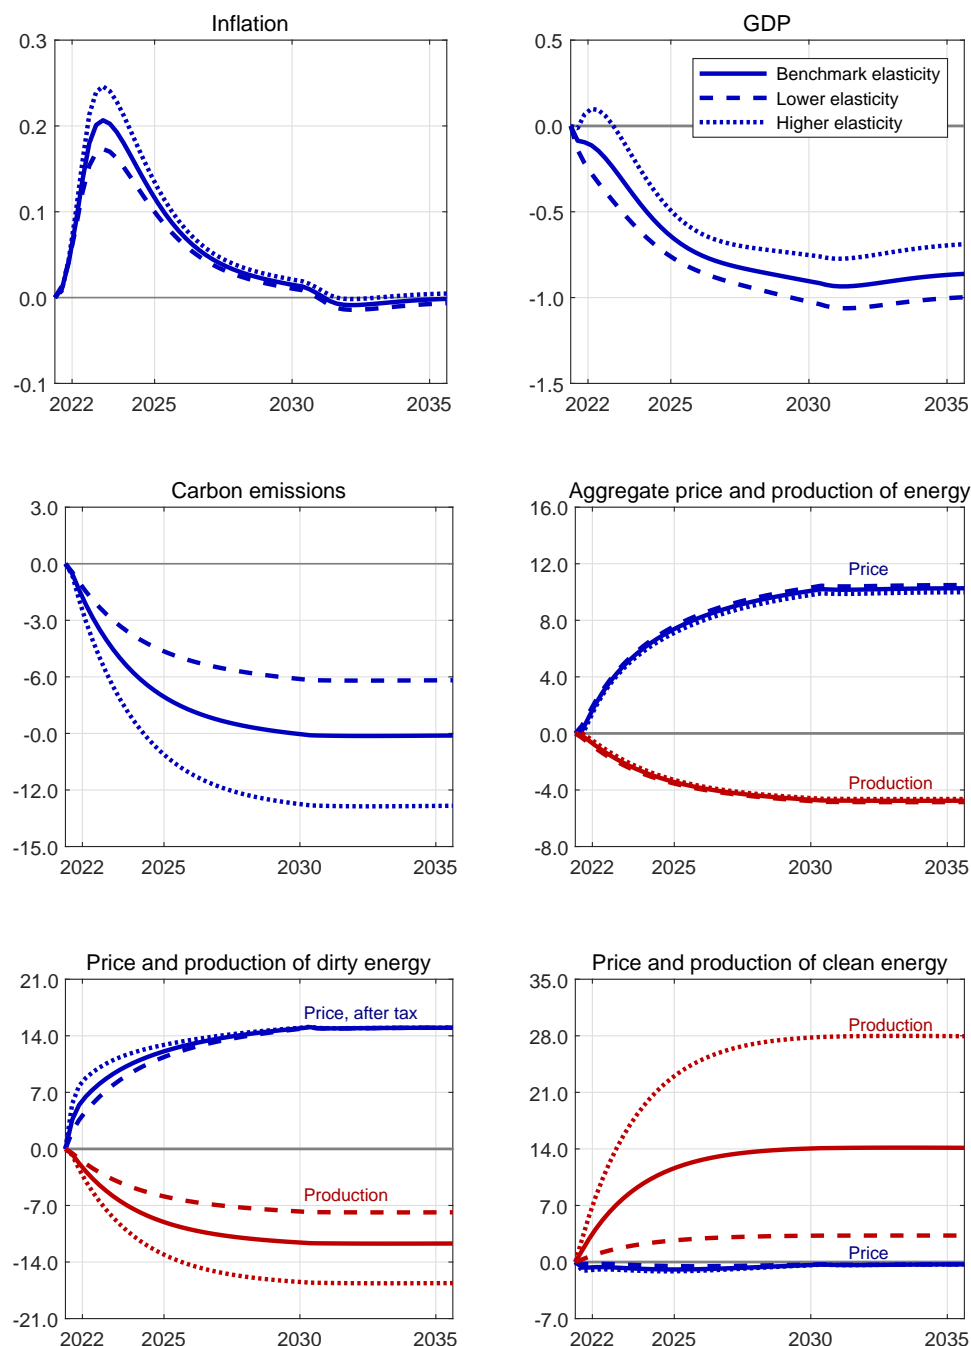 Inflation
0.3
0.2
0.1
0.0
-0.1
2022 2025 2030 2035
GDP
0.5
0.0
-0.5
-1.0
-1.5
Benchmark elasticity
Lower elasticity
Higher elasticity
2022 2025 2030 2035
Carbon emissions
3.0
0.0
-3.0
-6.0
-0.0
-12.0
-15.0
2022 2025 2030 2035
Aggregate price and production of energy
16.0
12.0
8.0
4.0
0.0
-4.0
-8.0
Price
Production
2022 2025 2030 2035
Price and production of dirty energy
21.0
14.0
7.0
0.0
-7.0
-14.0
-21.0
Price, after tax
Production
2022 2025 2030 2035
Price and production of clean energy
35.0
28.0
21.0
14.0
7.0
0.0
-7.0
Production
Price
2022 2025 2030 2035